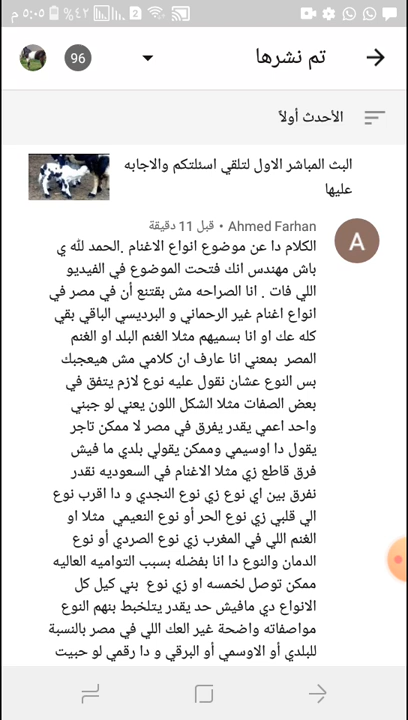 ٥:٠٥ م ٤٢٪
2
تم نشرها
96
الأحدث أولاً
البث المباشر الاول لتلقي اسئلتكم والاجابه
عليها
A
Ahmed Farhan • قبل 11 دقيقة
الكلام دا عن موضوع انواع الاغنام .الحمد لله ي
باش مهندس انك فتحت الموضوع في الفيديو
اللي فات . انا الصراحه مش بقتنع أن في مصر في
انواع اغنام غير الرحماني و البرديسي الباقي بقي
كله عك او انا بسميهم مثلا الغنم البلد او الغنم
المصر بمعني انا عارف ان كلامي مش هيعجبك
بس النوع عشان نقول عليه نوع لازم يتفق في
بعض الصفات مثلا الشكل اللون يعني لو جبني
واحد اعمي يقدر يفرق في مصر لا ممكن تاجر
يقول دا اوسيمي وممكن يقولي بلدي ما فيش
فرق قاطع زي مثلا الاغنام في السعوديه نقدر
نفرق بين اي نوع زي نوع النجدي و دا اقرب نوع
الي قلبي زي نوع الحر أو نوع النعيمي مثلا او
الغنم اللي في المغرب زي نوع الصردي أو نوع
الدمان والنوع دا انا بفضله بسبب التواميه العاليه
ممكن توصل لخمسه او زي نوع بني كيل كل
الانواع دي مافيش حد يقدر يتلخبط بنهم النوع
مواصفاته واضحة غير العك اللي في مصر بالنسبة
للبلدي أو الاوسمي أو البرقي و دا رقمي لو حبيت